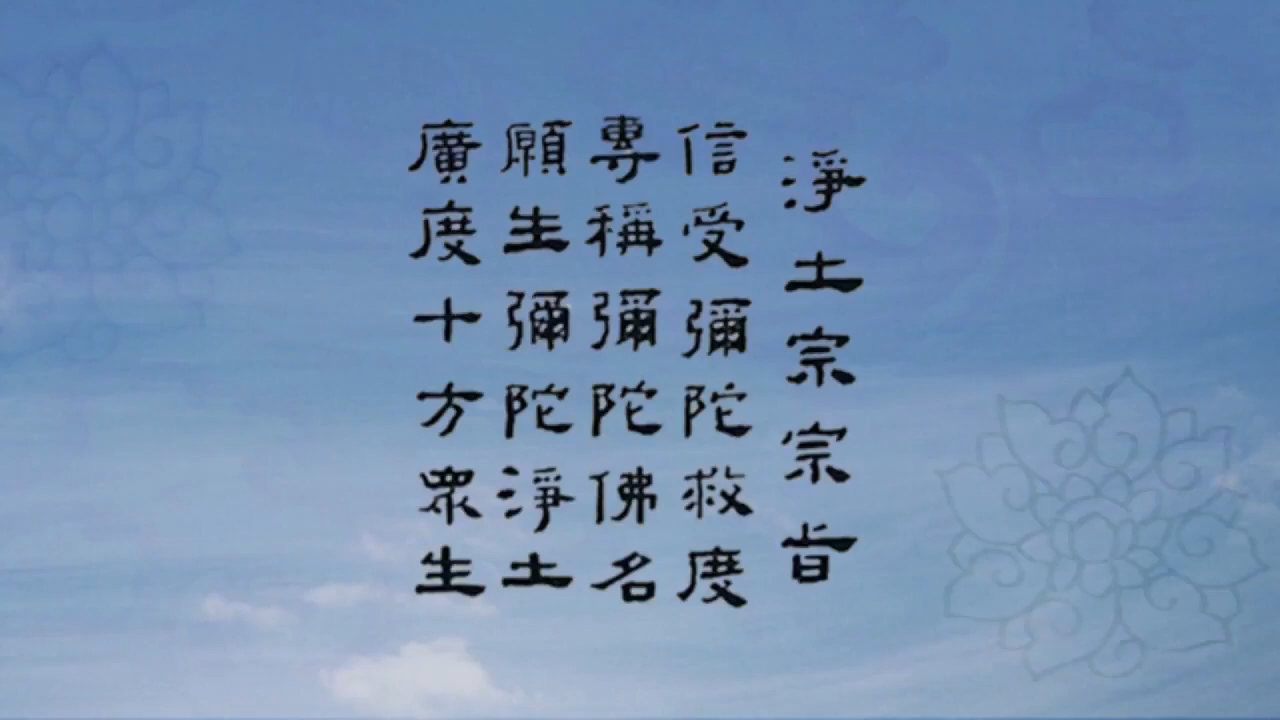 淨土宗宗旨
信受彌陀救度
專稱彌陀佛名
願生彌陀淨土
廣度十方眾生